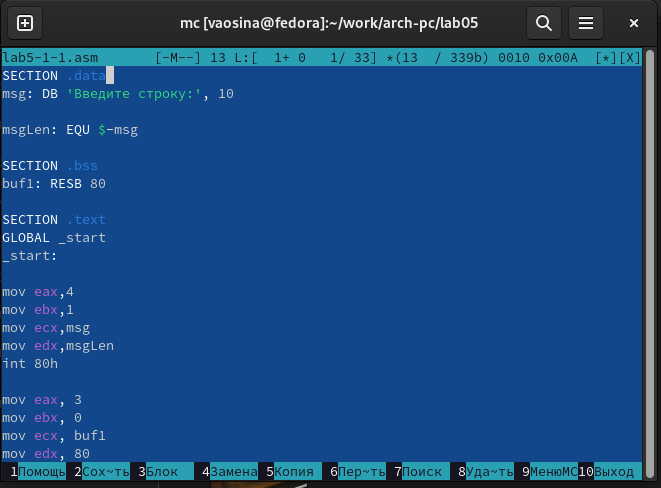 mc [vaosina@fedora]:~/work/arch-pc/lab05
lab5-1-1.asm [-M--] 13 L:[ 1+ 0 1/ 33] *(13 / 339b) 0010 0x00A [*][X]
SECTION .data
msg: DB 'Введите строку:', 10
msgLen: EQU $-msg
SECTION .bss
buf1: RESB 80
SECTION .text
GLOBAL _start
_start:
mov eax,4
mov ebx,1
mov ecx,msg
mov edx,msgLen
int 80h
mov eax, 3
mov ebx, 0
mov ecx, buf1
mov edx, 80
1Помощь 2Сох~ть 3Блок 4Замена 5Копия 6Пер~ть 7Поиск 8Уда~ть 9МенюMC 10Выход